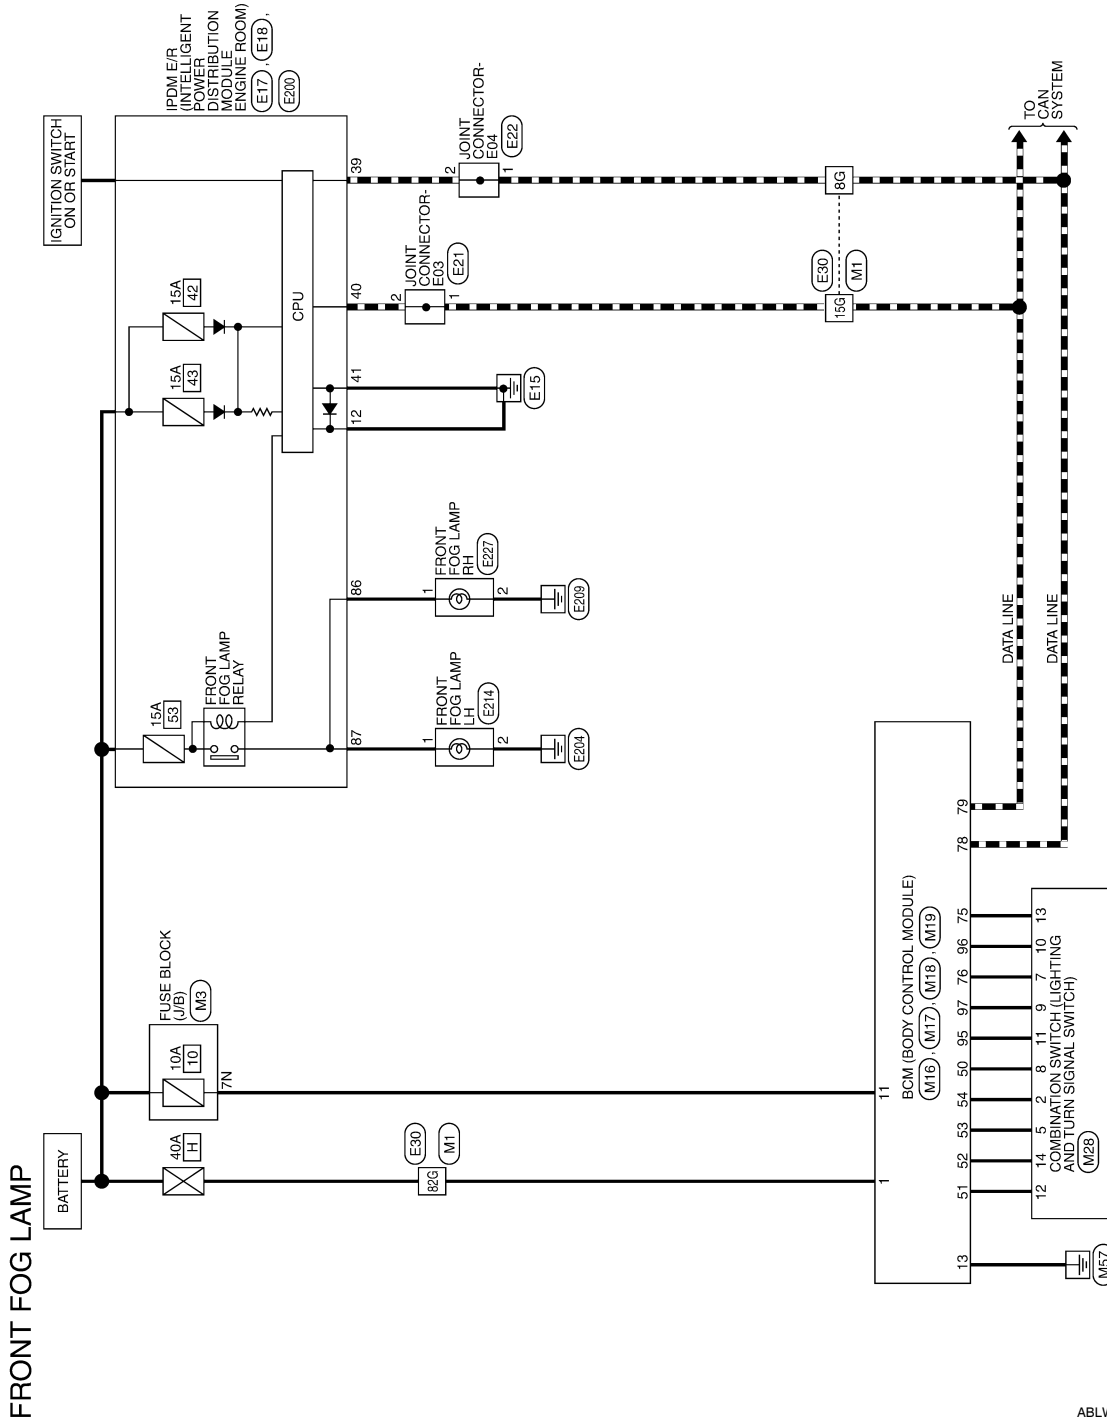 FRONT FOG LAMP
BATTERY
IGNITION SWITCH
ON OR START
40A
H
10A
10
FUSE BLOCK
(J/B)
M3
7N
15A
53
FRONT
FOG LAMP
RELAY
15A
43
15A
42
CPU
IPDM E/R
(INTELLIGENT
POWER
DISTRIBUTION
MODULE
ENGINE ROOM)
E17 , E18 ,
E200
87
86
12
41
40
39
1
FRONT
FOG LAMP
LH
E214
2
E204
1
FRONT
FOG LAMP
RH
E227
2
E209
E15
2
JOINT
CONNECTOR-
E03
E21
1
2
JOINT
CONNECTOR-
E04
E22
1
82G
E30
M1
15G
E30
M1
8G
DATA LINE
DATA LINE
TO
CAN
SYSTEM
1
11
BCM (BODY CONTROL MODULE)
M16 , M17 , M18 , M19
13
51
52
53
54
50
95
97
76
96
75
78
79
12
14
5
2
8
11
9
7
10
13
COMBINATION SWITCH (LIGHTING
AND TURN SIGNAL SWITCH)
M28
M57
ABLW